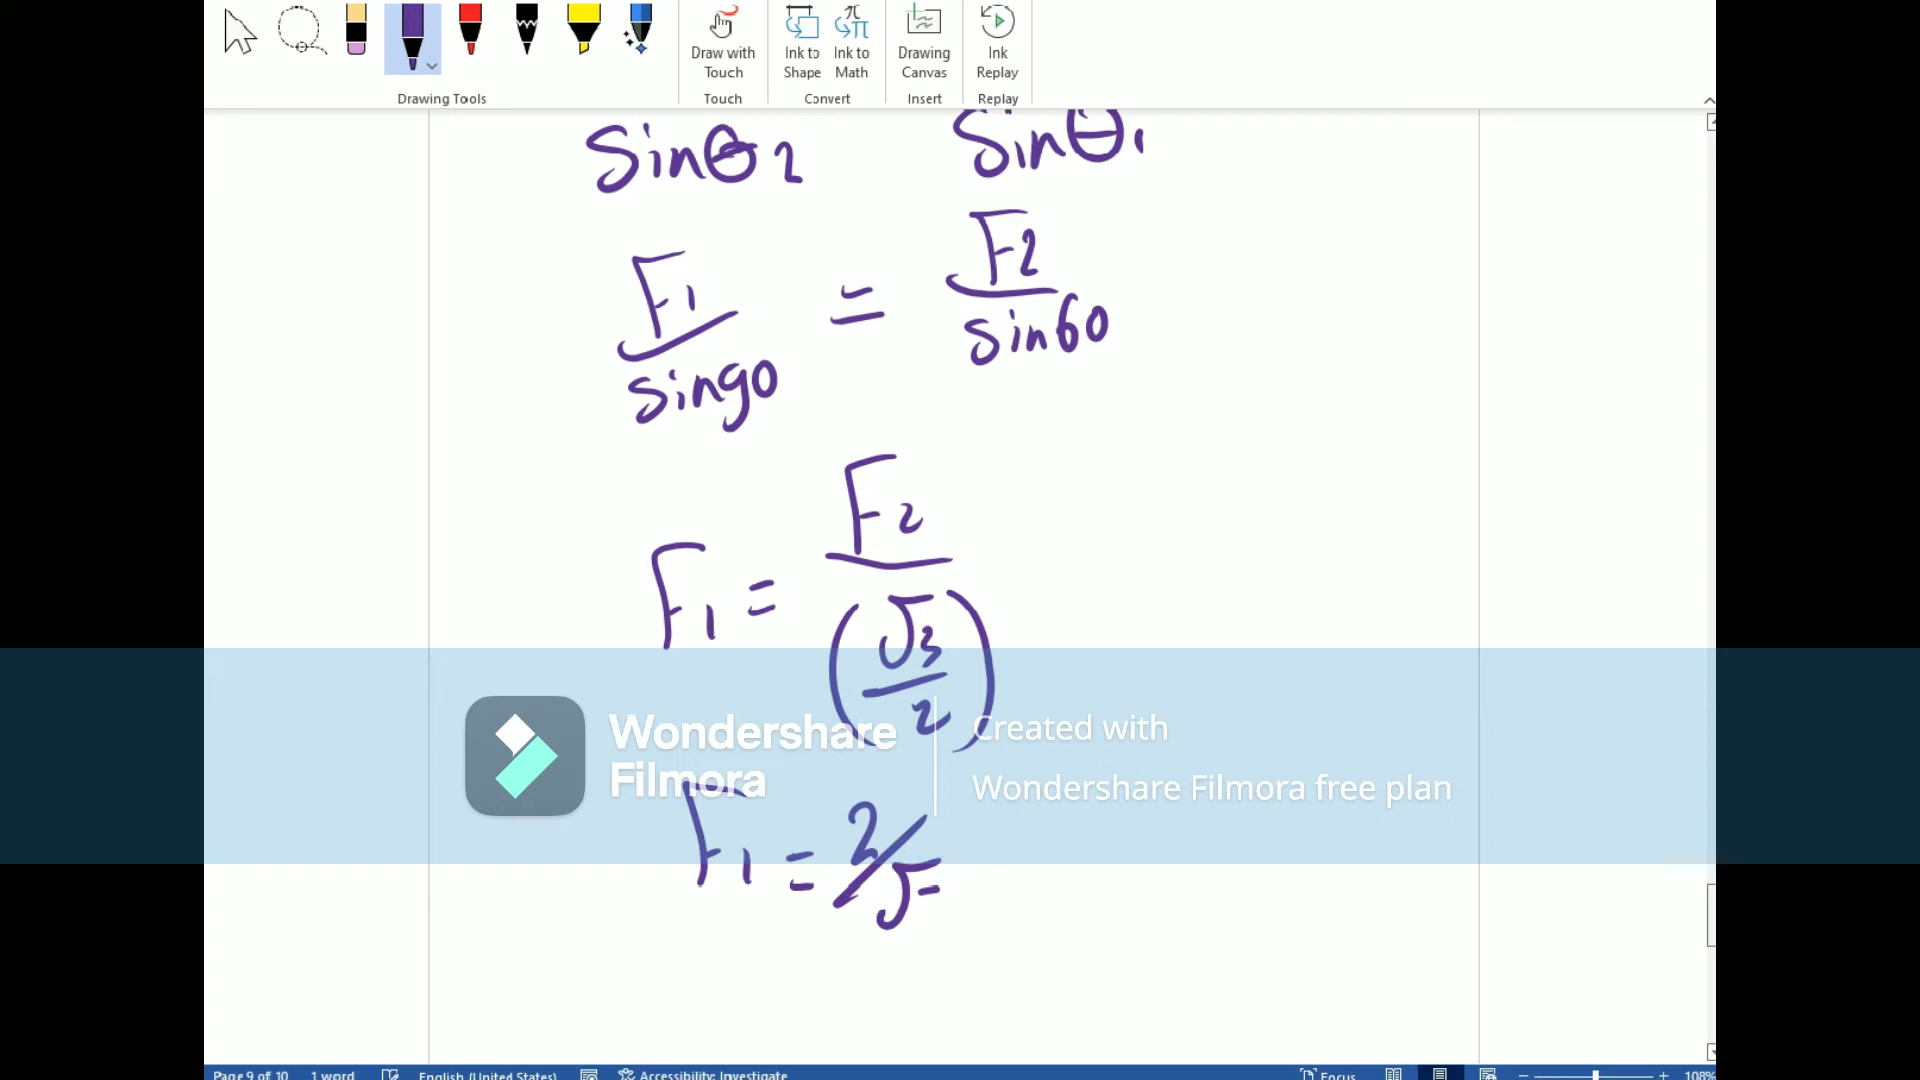 Draw with Touch
Ink to Shape
Ink to Math
Drawing Canvas
Ink Replay
Drawing Tools
Touch
Convert
Insert
Replay
Sinθ2 Sinθ1
F1/sin90 = F2/sin60
F1 = F2/(√3/2)
Wondershare Filmora
Created with
Wondershare Filmora free plan
F1 = 2/√
Page 9 of 10 1 word English (United States) Accessibility: Investigate Focus 108%